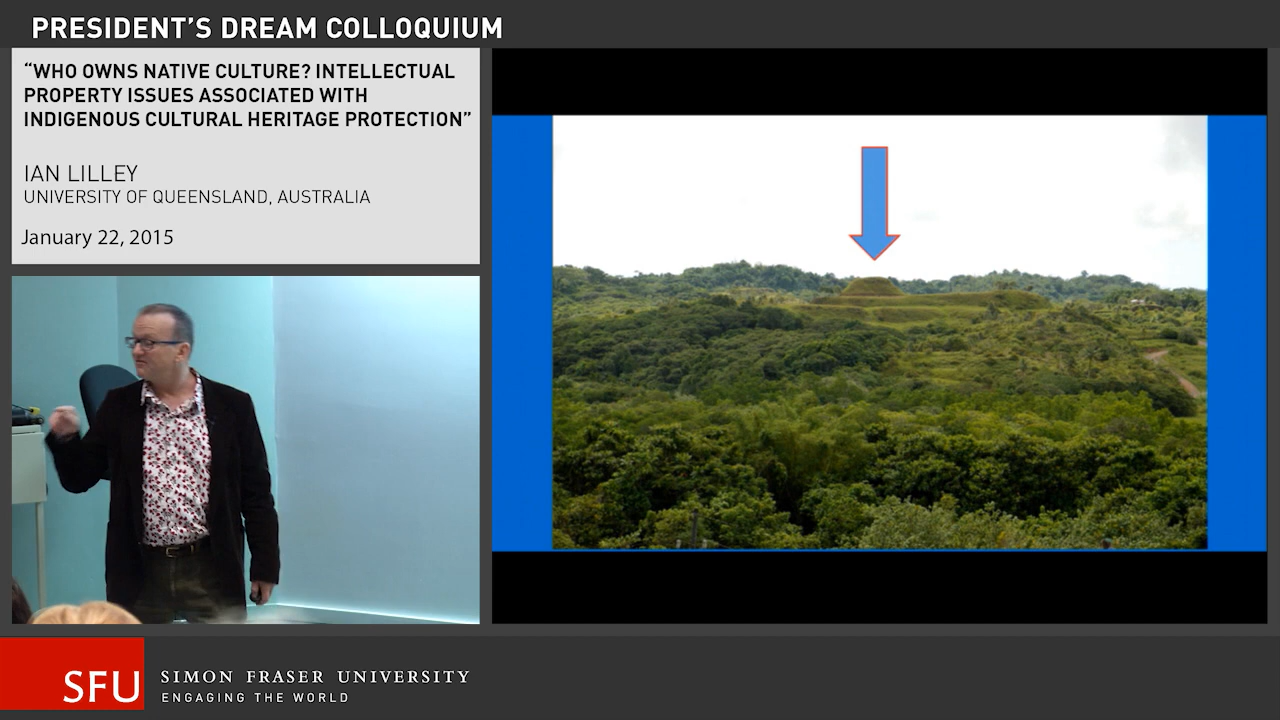 PRESIDENT’S DREAM COLLOQUIUM
“WHO OWNS NATIVE CULTURE? INTELLECTUAL
PROPERTY ISSUES ASSOCIATED WITH
INDIGENOUS CULTURAL HERITAGE PROTECTION”
IAN LILLEY
UNIVERSITY OF QUEENSLAND, AUSTRALIA
January 22, 2015
SFU
SIMON FRASER UNIVERSITY
ENGAGING THE WORLD